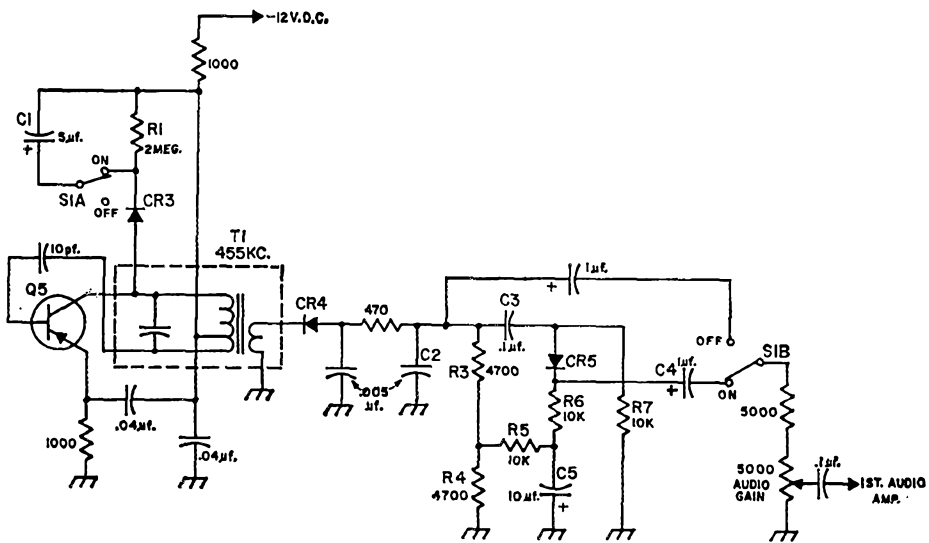 -12V.D.C.
1000
C1
5µf.
+
R1
2MEG.
ON
S1A
OFF
CR3
10pf.
T1
455KC.
Q5
CR4
470
1µf.
+
C3
.1µf.
C2
.005
µf.
R3
4700
CR5
OFF
S1B
C4
1µf.
+
ON
R6
10K
R7
10K
R5
10K
5000
.04µf.
1000
.04µf.
R4
4700
C5
10µf.
+
5000
AUDIO
GAIN
.1µf.
1ST. AUDIO
AMP.